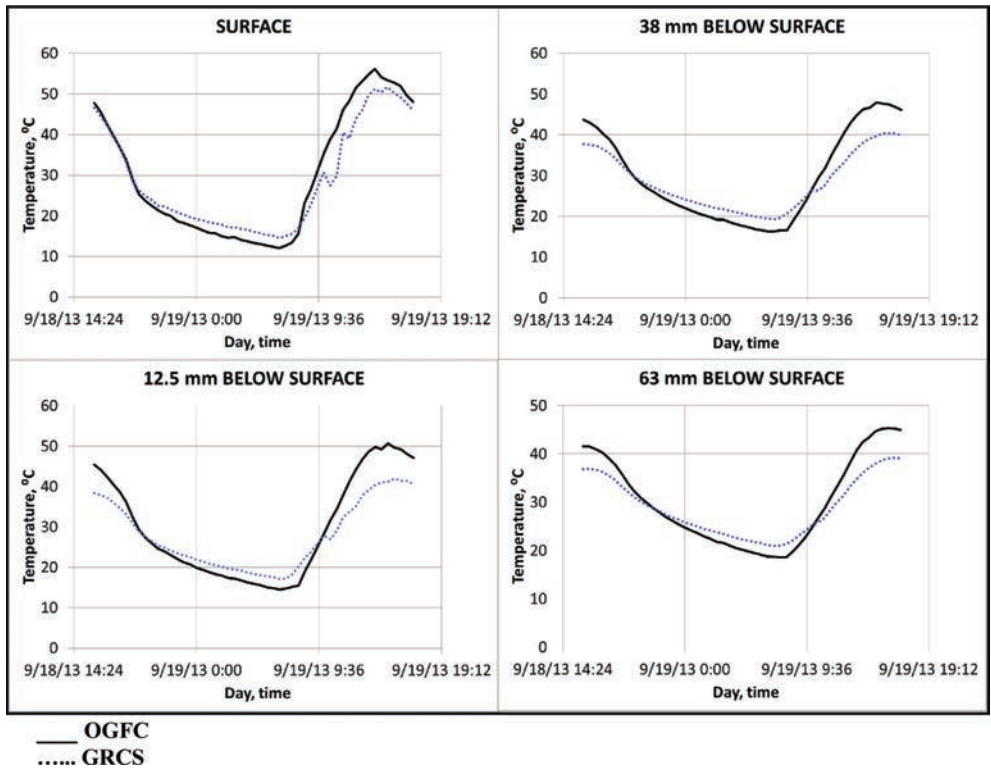 SURFACE
60
50
40
30
20
10
0
Temperature, ⁰C
9/18/13 14:24 9/19/13 0:00 9/19/13 9:36 9/19/13 19:12
Day, time
38 mm BELOW SURFACE
60
50
40
30
20
10
0
Temperature, ⁰C
9/18/13 14:24 9/19/13 0:00 9/19/13 9:36 9/19/13 19:12
Day, time
12.5 mm BELOW SURFACE
60
50
40
30
20
10
0
Temperature, ⁰C
9/18/13 14:24 9/19/13 0:00 9/19/13 9:36 9/19/13 19:12
Day, time
63 mm BELOW SURFACE
50
40
30
20
10
0
Temperature, ⁰C
9/18/13 14:24 9/19/13 0:00 9/19/13 9:36 9/19/13 19:12
Day, time
OGFC
GRCS